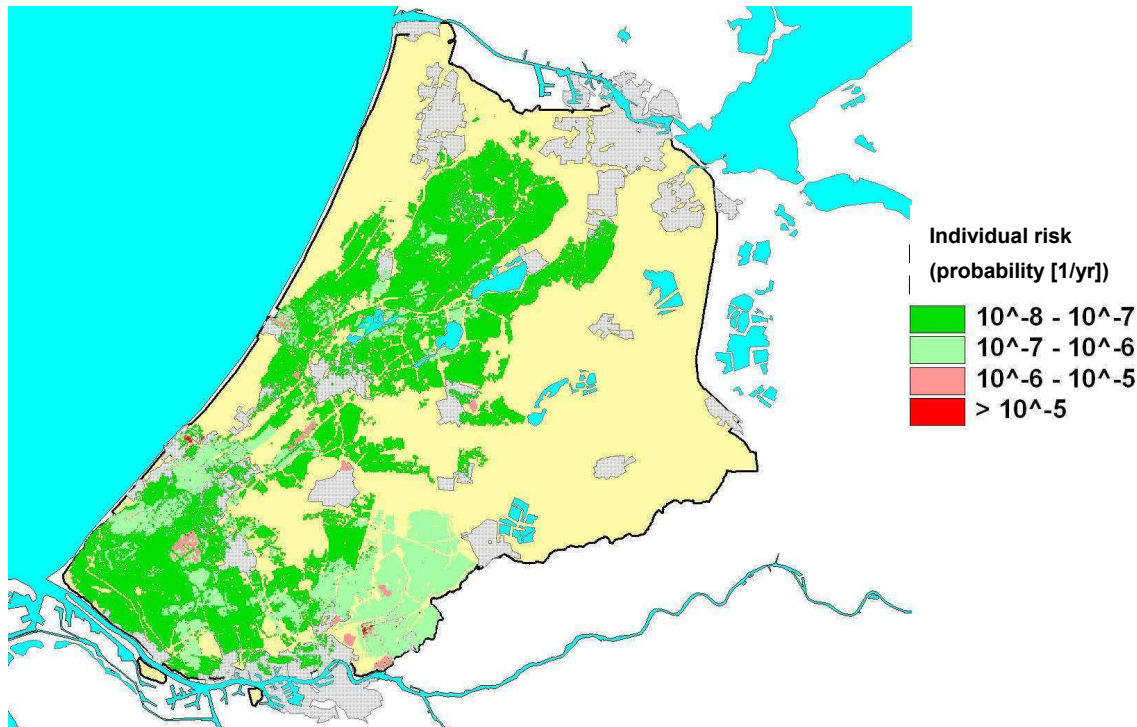 Individual risk
(probability [1/yr])
10^-8 - 10^-7
10^-7 - 10^-6
10^-6 - 10^-5
> 10^-5